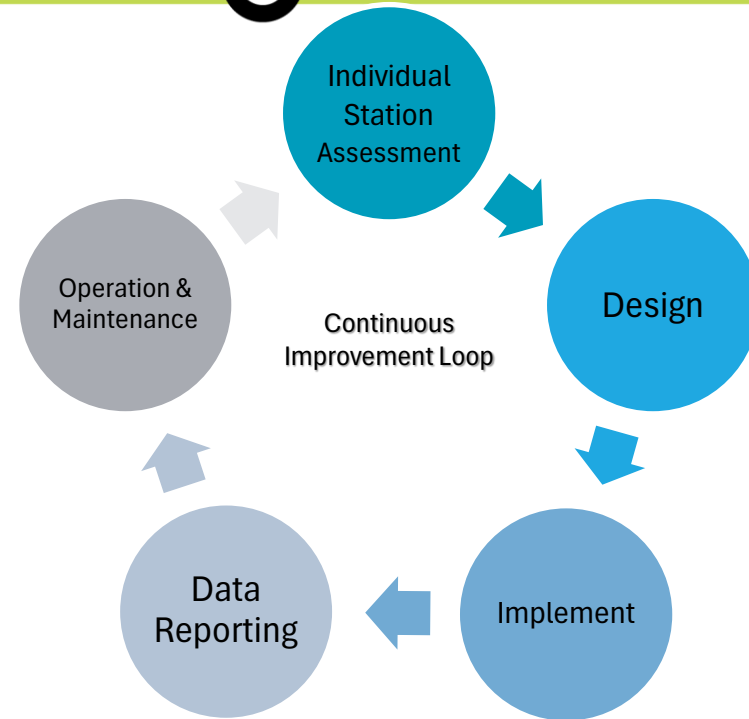 Individual
Station
Assessment
Design
Implement
Data
Reporting
Operation &
Maintenance
Continuous
Improvement Loop